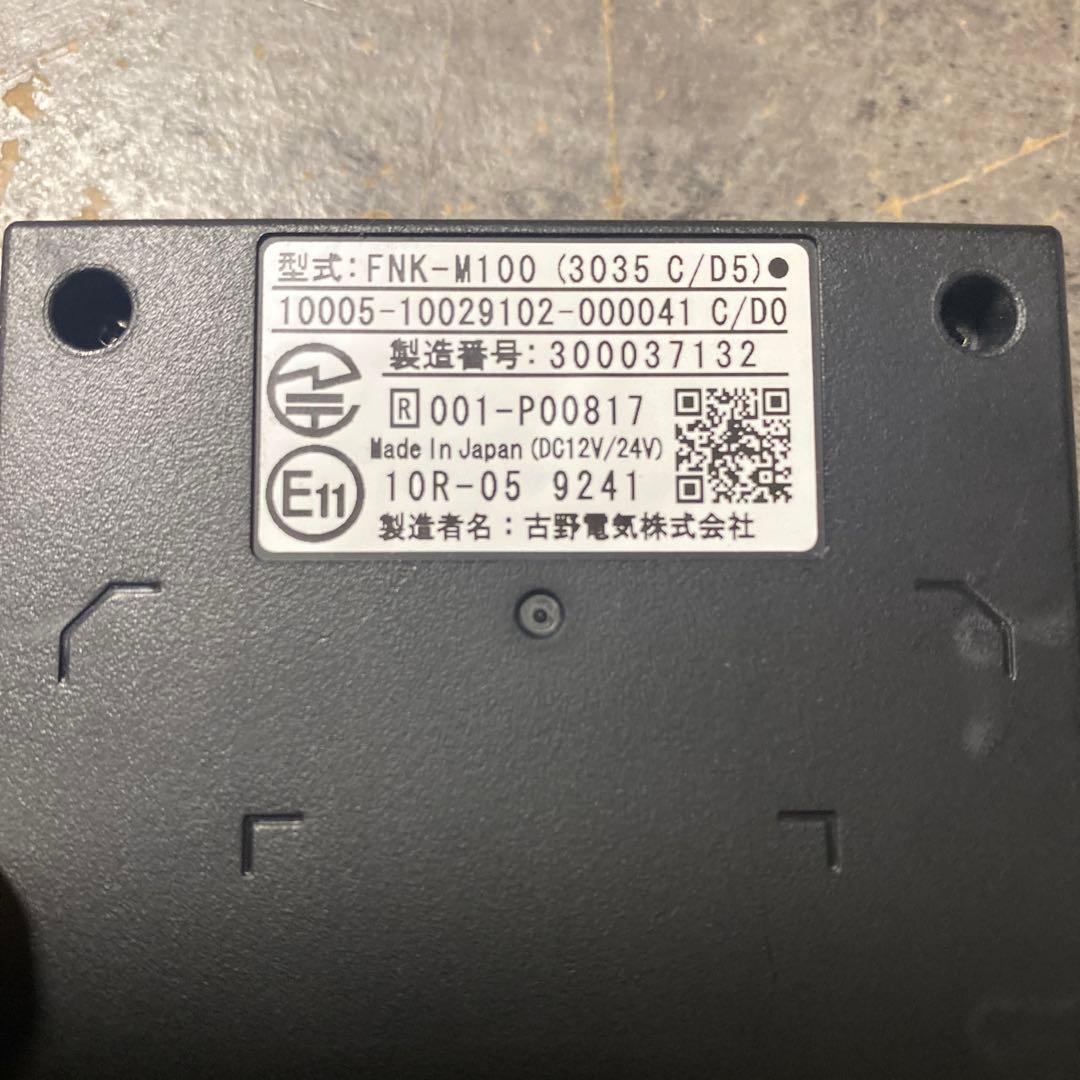 型式:FNK-M100 (3035 C/D5)●
10005-10029102-000041 C/D0
製造番号:300037132
R 001-P00817
Made In Japan (DC12V/24V)
E11
10R-05 9241
製造者名:古野電気株式会社